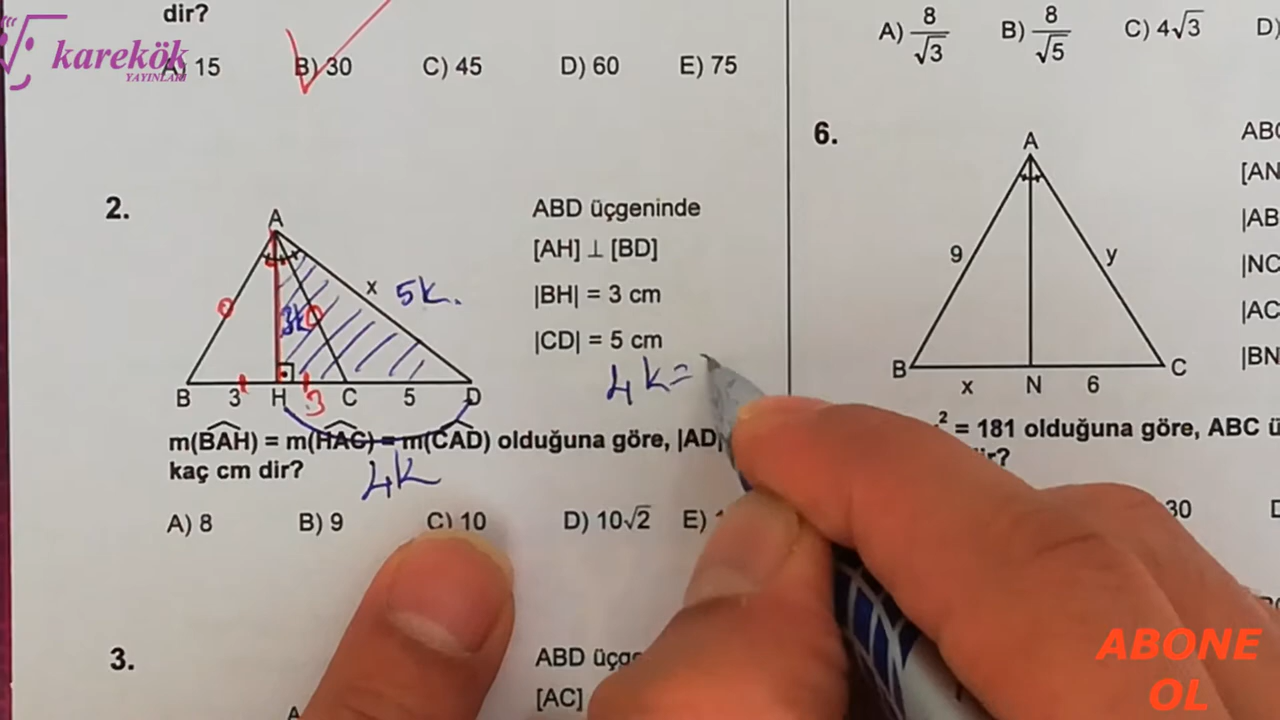 karekök
YAYINLARI
dir?
A) 15 B) 30 C) 45 D) 60 E) 75
2.
A
x 5k.
3k
B 3 H 3 C 5 D
4k
ABD üçgeninde
[AH] ⊥ [BD]
|BH| = 3 cm
|CD| = 5 cm
4k=
m(BAH) = m(HAC) = m(CAD) olduğuna göre, |AD|
kaç cm dir?
A) 8 B) 9 C) 10 D) 10√2 E)
3.
ABD
[AC]
A
A) 8/√3 B) 8/√5 C) 4√3 D)
6.
A
9 y
B x N 6 C
[AN
|AB
|NC
|AC
|BN
² = 181 olduğuna göre, ABC
30
ABONE
OL